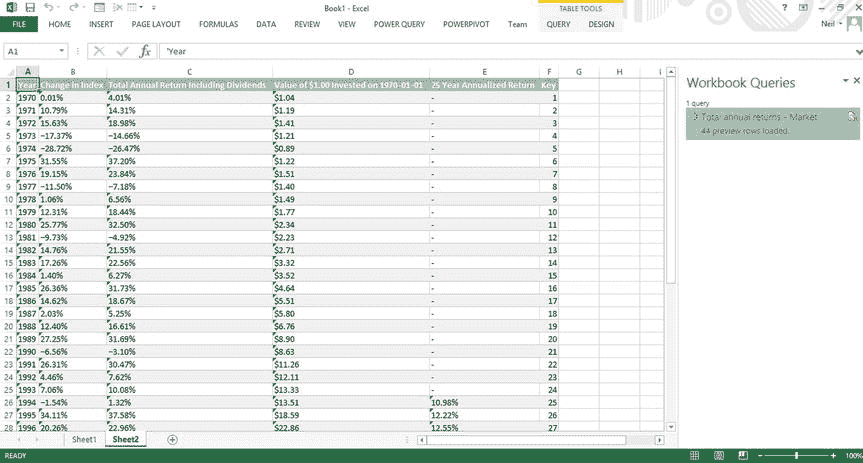 Book1 - Excel
TABLE TOOLS
FILE HOME INSERT PAGE LAYOUT FORMULAS DATA REVIEW VIEW POWER QUERY POWERPIVOT Team QUERY DESIGN Neil
A1 'Year
A B C D E F G H I
1 Year Change in Index Total Annual Return Including Dividends Value of $1.00 Invested on 1970-01-01 25 Year Annualized Return Key
2 1970 0.01% 4.01% $1.04 - 1
3 1971 10.79% 14.31% $1.19 - 2
4 1972 15.63% 18.98% $1.41 - 3
5 1973 −17.37% −14.66% $1.21 - 4
6 1974 −28.72% −26.47% $0.89 - 5
7 1975 31.55% 37.20% $1.22 - 6
8 1976 19.15% 23.84% $1.51 - 7
9 1977 −11.50% −7.18% $1.40 - 8
10 1978 1.06% 6.56% $1.49 - 9
11 1979 12.31% 18.44% $1.77 - 10
12 1980 25.77% 32.50% $2.34 - 11
13 1981 −9.73% −4.92% $2.23 - 12
14 1982 14.76% 21.55% $2.71 - 13
15 1983 17.26% 22.56% $3.32 - 14
16 1984 1.40% 6.27% $3.52 - 15
17 1985 26.36% 31.73% $4.64 - 16
18 1986 14.62% 18.67% $5.51 - 17
19 1987 2.03% 5.25% $5.80 - 18
20 1988 12.40% 16.61% $6.76 - 19
21 1989 27.25% 31.69% $8.90 - 20
22 1990 −6.56% −3.10% $8.63 - 21
23 1991 26.31% 30.47% $11.26 - 22
24 1992 4.46% 7.62% $12.11 - 23
25 1993 7.06% 10.08% $13.33 - 24
26 1994 −1.54% 1.32% $13.51 10.98% 25
27 1995 34.11% 37.58% $18.59 12.22% 26
28 1996 20.26% 22.96% $22.86 12.55% 27
Workbook Queries
1 query
Total annual returns - Market
44 preview rows loaded.
Sheet1 Sheet2
READY 100%